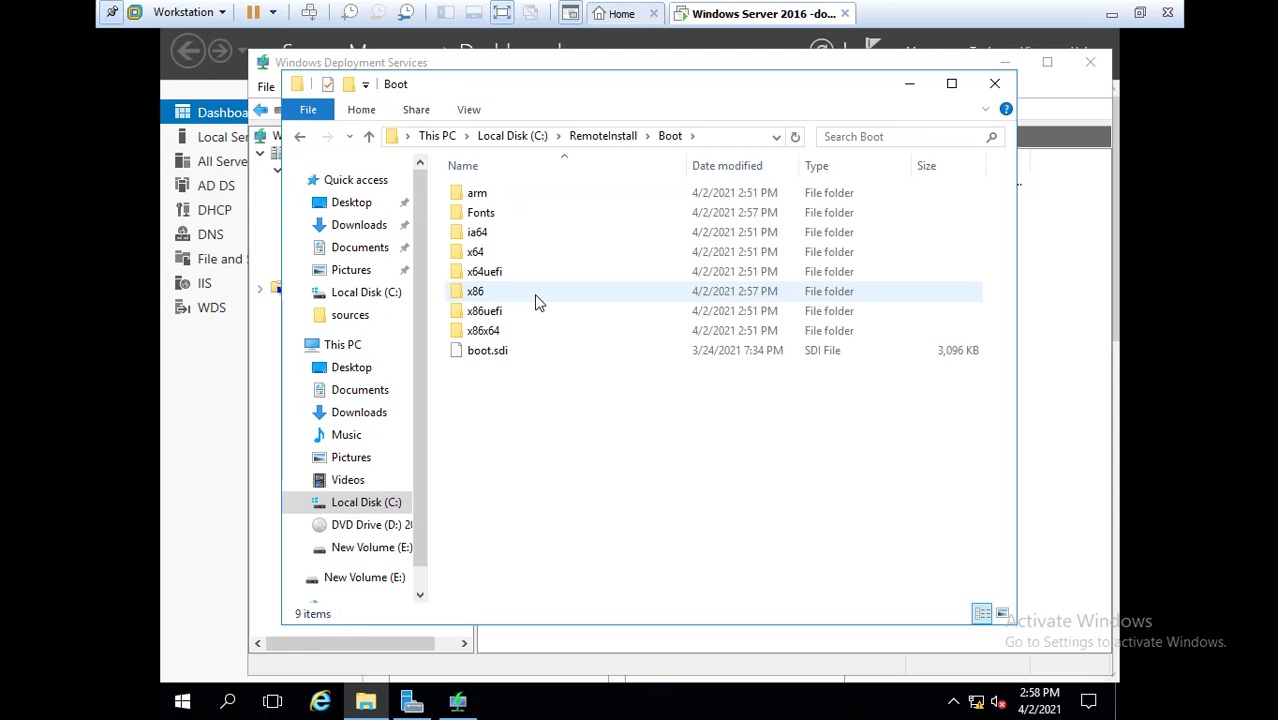 Workstation
Home
Windows Server 2016 -do...
Windows Deployment Services
File
Boot
File
Home
Share
View
This PC
Local Disk (C:)
RemoteInstall
Boot
Search Boot
Dashboa
Local Ser
All Serve
AD DS
DHCP
DNS
File and
IIS
WDS
Quick access
Desktop
Downloads
Documents
Pictures
Local Disk (C:)
sources
This PC
Desktop
Documents
Downloads
Music
Pictures
Videos
Local Disk (C:)
DVD Drive (D:) 20
New Volume (E:)
New Volume (E:)
Name
Date modified
Type
Size
arm 4/2/2021 2:51 PM File folder
Fonts 4/2/2021 2:57 PM File folder
ia64 4/2/2021 2:51 PM File folder
x64 4/2/2021 2:51 PM File folder
x64uefi 4/2/2021 2:51 PM File folder
x86 4/2/2021 2:57 PM File folder
x86uefi 4/2/2021 2:51 PM File folder
x86x64 4/2/2021 2:51 PM File folder
boot.sdi 3/24/2021 7:34 PM SDI File 3,096 KB
9 items
Activate Windows
Go to Settings to activate Windows.
2:58 PM
4/2/2021